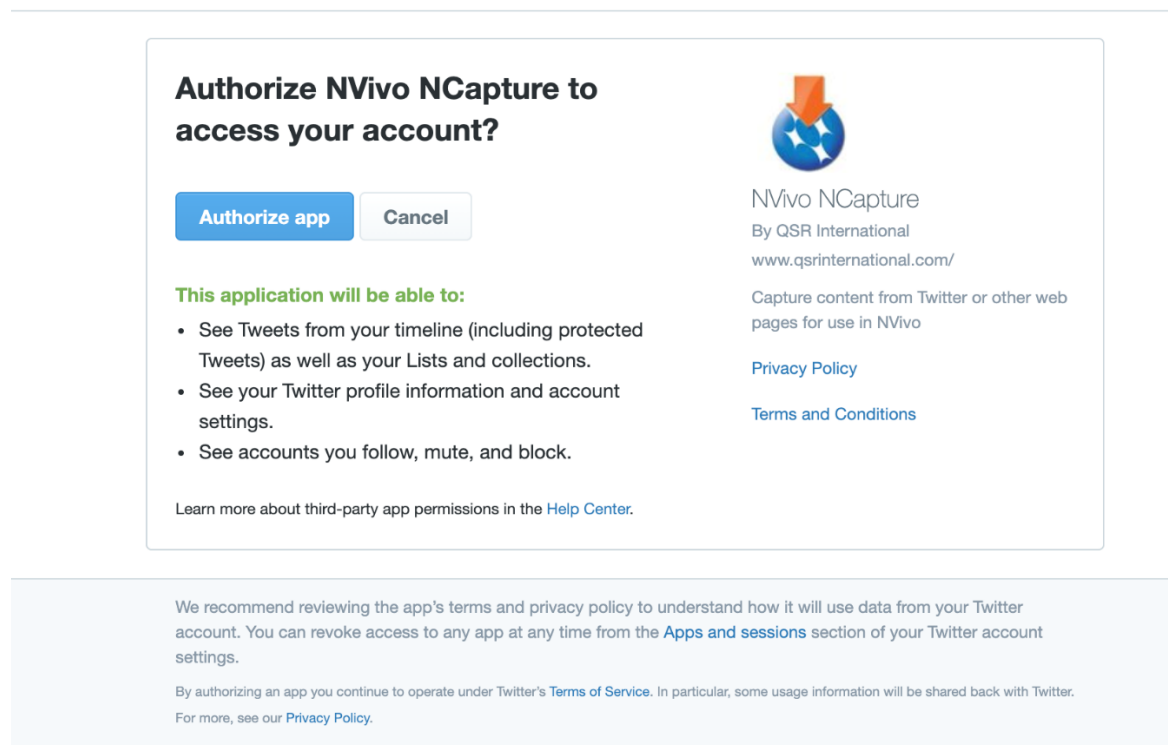 Authorize NVivo NCapture to
access your account?
Authorize app
Cancel
This application will be able to:
• See Tweets from your timeline (including protected
Tweets) as well as your Lists and collections.
• See your Twitter profile information and account
settings.
• See accounts you follow, mute, and block.
Learn more about third-party app permissions in the Help Center.
NVivo NCapture
By QSR International
www.qsrinternational.com/
Capture content from Twitter or other web
pages for use in NVivo
Privacy Policy
Terms and Conditions
We recommend reviewing the app's terms and privacy policy to understand how it will use data from your Twitter
account. You can revoke access to any app at any time from the Apps and sessions section of your Twitter account
settings.
By authorizing an app you continue to operate under Twitter's Terms of Service. In particular, some usage information will be shared back with Twitter.
For more, see our Privacy Policy.